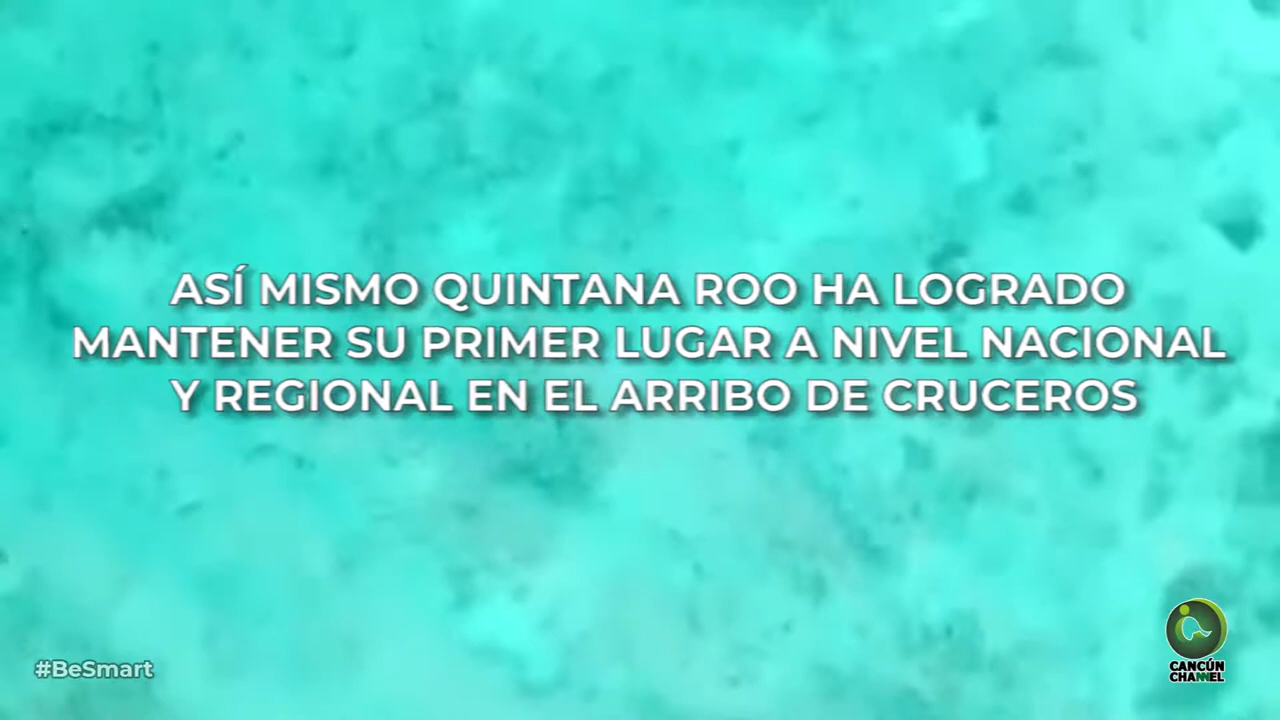 ASÍ MISMO QUINTANA ROO HA LOGRADO
MANTENER SU PRIMER LUGAR A NIVEL NACIONAL
Y REGIONAL EN EL ARRIBO DE CRUCEROS
#BeSmart
CANCÚN
CHANNEL